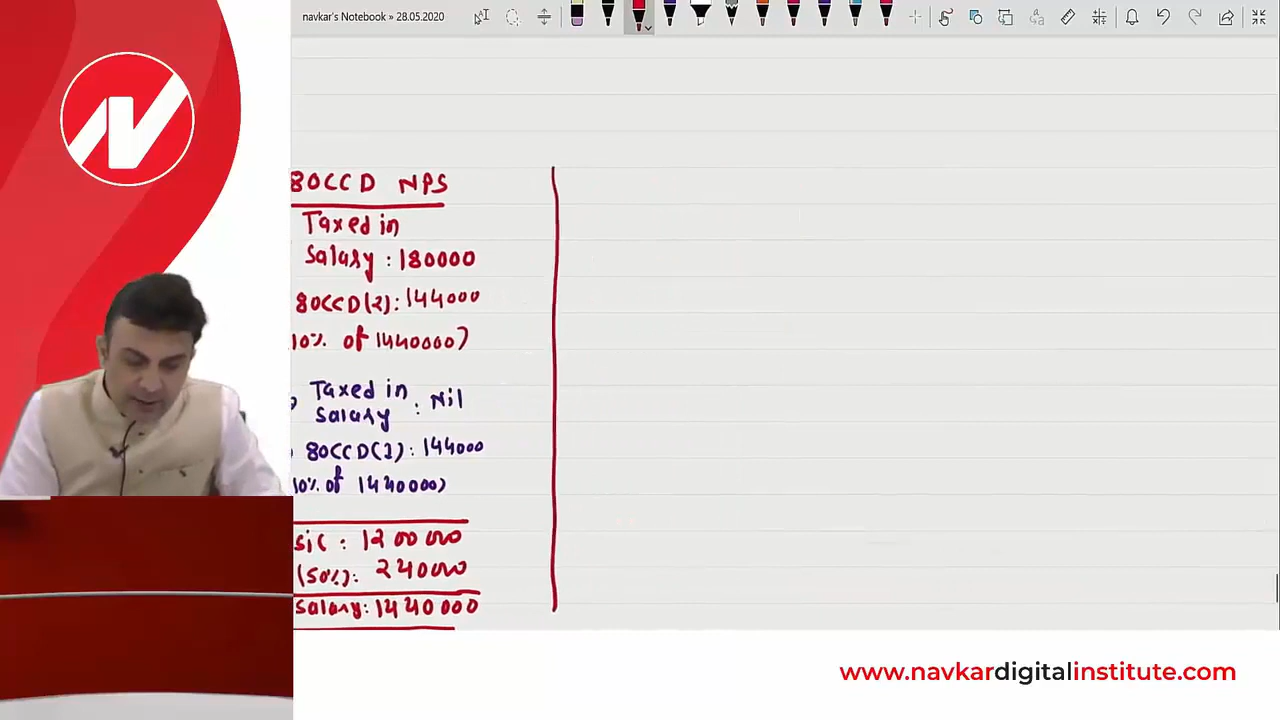 navkar's Notebook » 28.05.2020
80CCD NPS
Taxed in
Salary : 180000
80CCD(2): 144000
10% of 1440000)
Taxed in
Salary : Nil
80CCD(1): 144000
10% of 1440000)
sic : 1200000
(50%): 240000
Salary: 1440000
www.navkardigitalinstitute.com